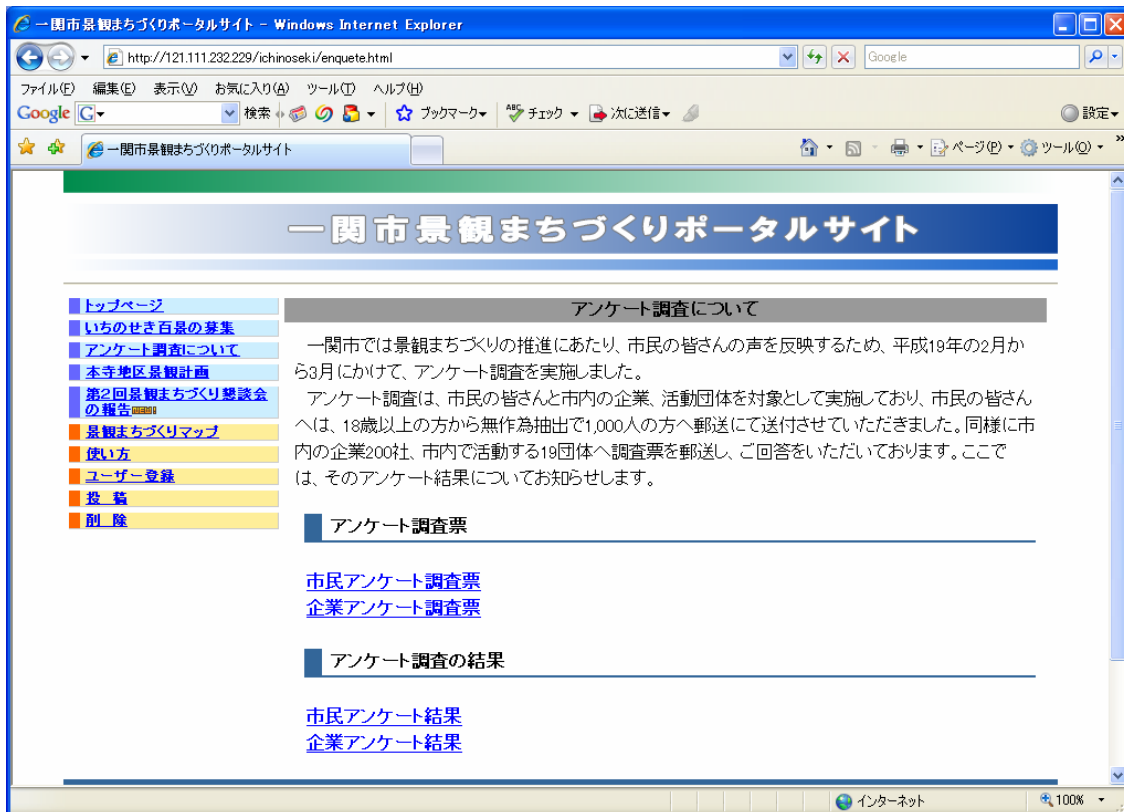 一関市景観まちづくりポータルサイト - Windows Internet Explorer
http://121.111.232.229/ichinoseki/enquete.html
Google
ファイル(F) 編集(E) 表示(V) お気に入り(A) ツール(T) ヘルプ(H)
Google G 検索 ブックマーク ABC チェック 次に送信 設定
一関市景観まちづくりポータルサイト ページ(P) ツール(O) »
一関市景観まちづくりポータルサイト
トップページ
いちのせき百景の募集
アンケート調査について
本寺地区景観計画
第2回景観まちづくり懇談会
の報告
景観まちづくりマップ
使い方
ユーザー登録
投 稿
削 除
アンケート調査について
一関市では景観まちづくりの推進にあたり、市民の皆さんの声を反映するため、平成19年の2月か
ら3月にかけて、アンケート調査を実施しました。
アンケート調査は、市民の皆さんと市内の企業、活動団体を対象として実施しており、市民の皆さん
へは、18歳以上の方から無作為抽出で1,000人の方へ郵送にて送付させていただきました。同様に市
内の企業200社、市内で活動する19団体へ調査票を郵送し、ご回答をいただいております。ここで
は、そのアンケート結果についてお知らせします。
アンケート調査票
市民アンケート調査票
企業アンケート調査票
アンケート調査の結果
市民アンケート結果
企業アンケート結果
インターネット 100%